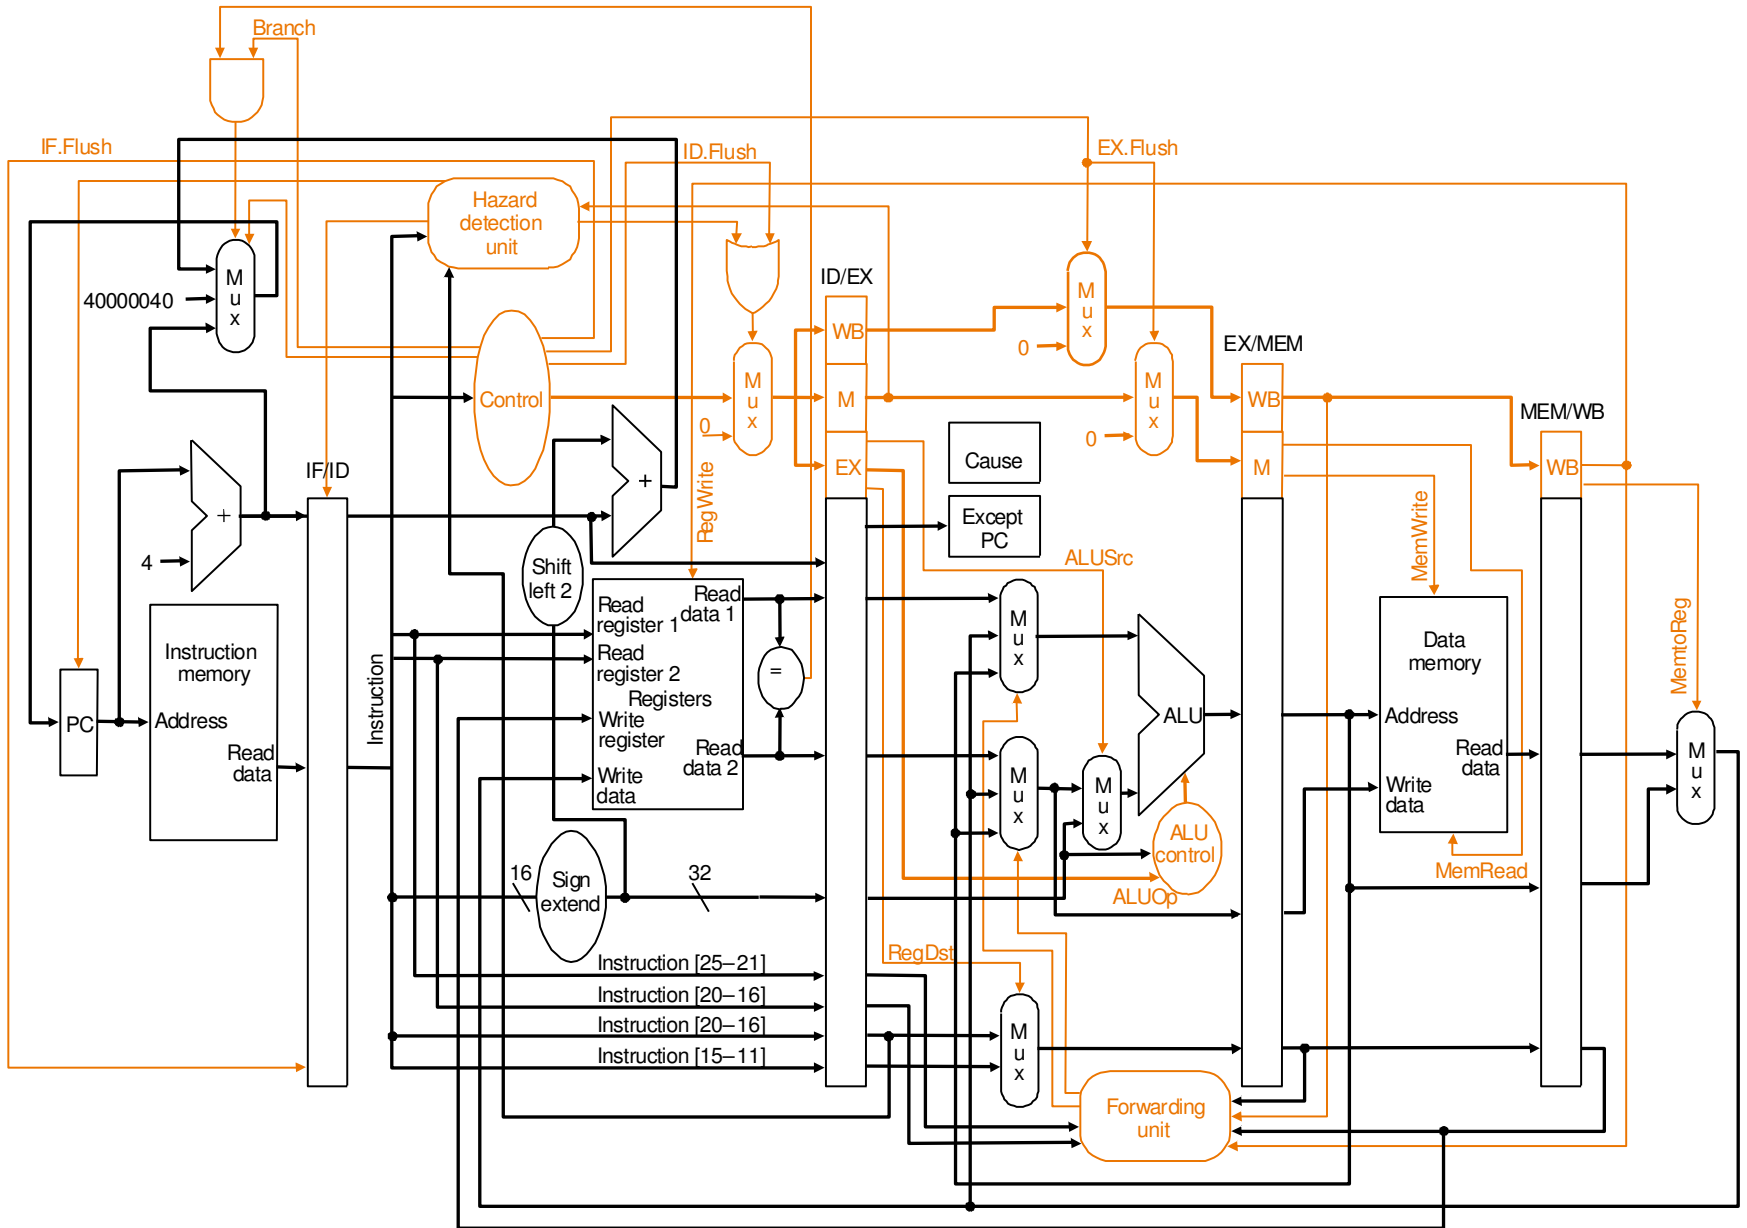 Branch
IF.Flush
ID.Flush
EX.Flush
Hazard
detection
unit
M
u
x
40000040
ID/EX
WB
M
u
x
0
EX/MEM
Control
M
u
x
0
M
M
u
x
0
WB
MEM/WB
Cause
EX
M
WB
IF/ID
+
+
4
RegWrite
Except
PC
MemWrite
Shift
left 2
ALUSrc
Read
data 1
Read
register 1
M
u
x
Instruction
memory
Read
register 2
=
Data
memory
MemtoReg
Instruction
Registers
PC
Address
Write
register
ALU
Address
Read
data
Read
data 2
Read
data
Write
data
M
u
x
M
u
x
Write
data
M
u
x
ALU
control
MemRead
16
Sign
extend
32
ALUOp
RegDst
Instruction [25–21]
Instruction [20–16]
Instruction [20–16]
Instruction [15–11]
M
u
x
Forwarding
unit